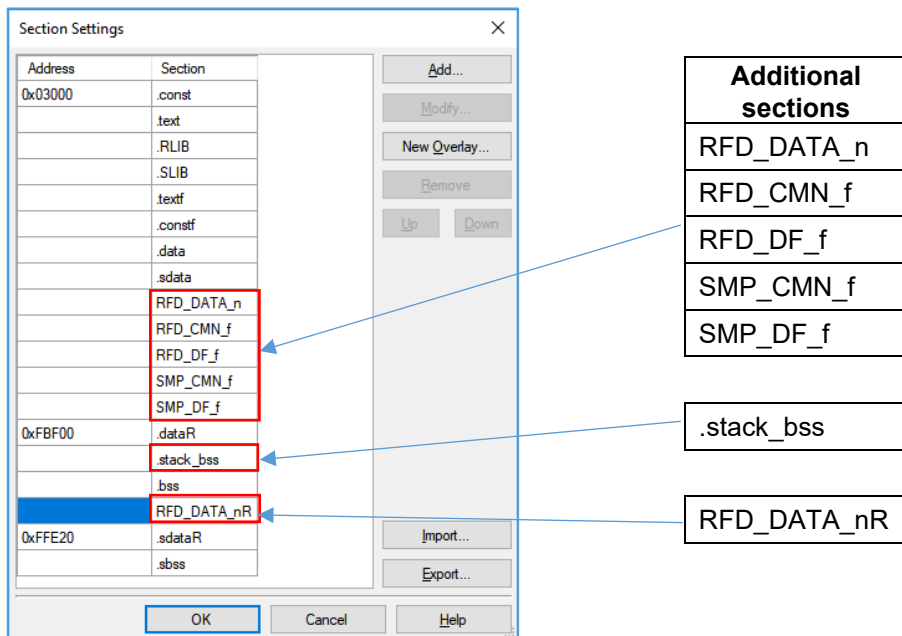 Section Settings
Address Section
0x03000 .const
.text
.RLIB
.SLIB
.textf
.constf
.data
.sdata
RFD_DATA_n
RFD_CMN_f
RFD_DF_f
SMP_CMN_f
SMP_DF_f
0xFBF00 .dataR
.stack_bss
.bss
RFD_DATA_nR
0xFFE20 .sdataR
.sbss
Add...
Modify...
New Overlay...
Remove
Up Down
Import...
Export...
OK Cancel Help
Additional
sections
RFD_DATA_n
RFD_CMN_f
RFD_DF_f
SMP_CMN_f
SMP_DF_f
.stack_bss
RFD_DATA_nR